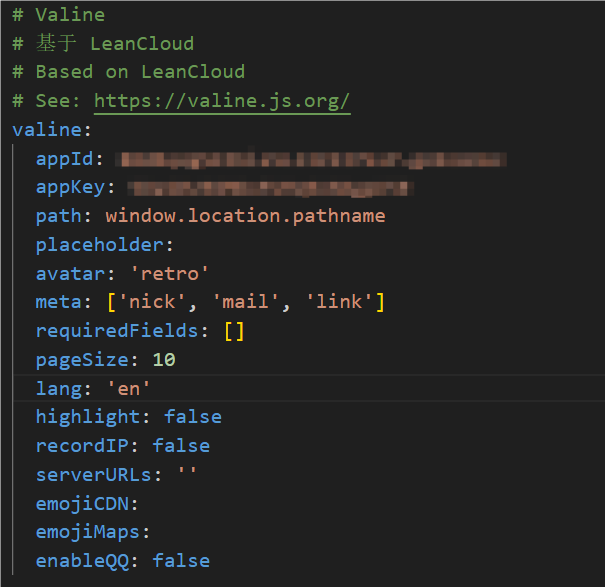 # Valine
# 基于 LeanCloud
# Based on LeanCloud
# See: https://valine.js.org/
valine:
appId:
appKey:
path: window.location.pathname
placeholder:
avatar: 'retro'
meta: ['nick', 'mail', 'link']
requiredFields: []
pageSize: 10
lang: 'en'
highlight: false
recordIP: false
serverURLs: ''
emojiCDN:
emojiMaps:
enableQQ: false